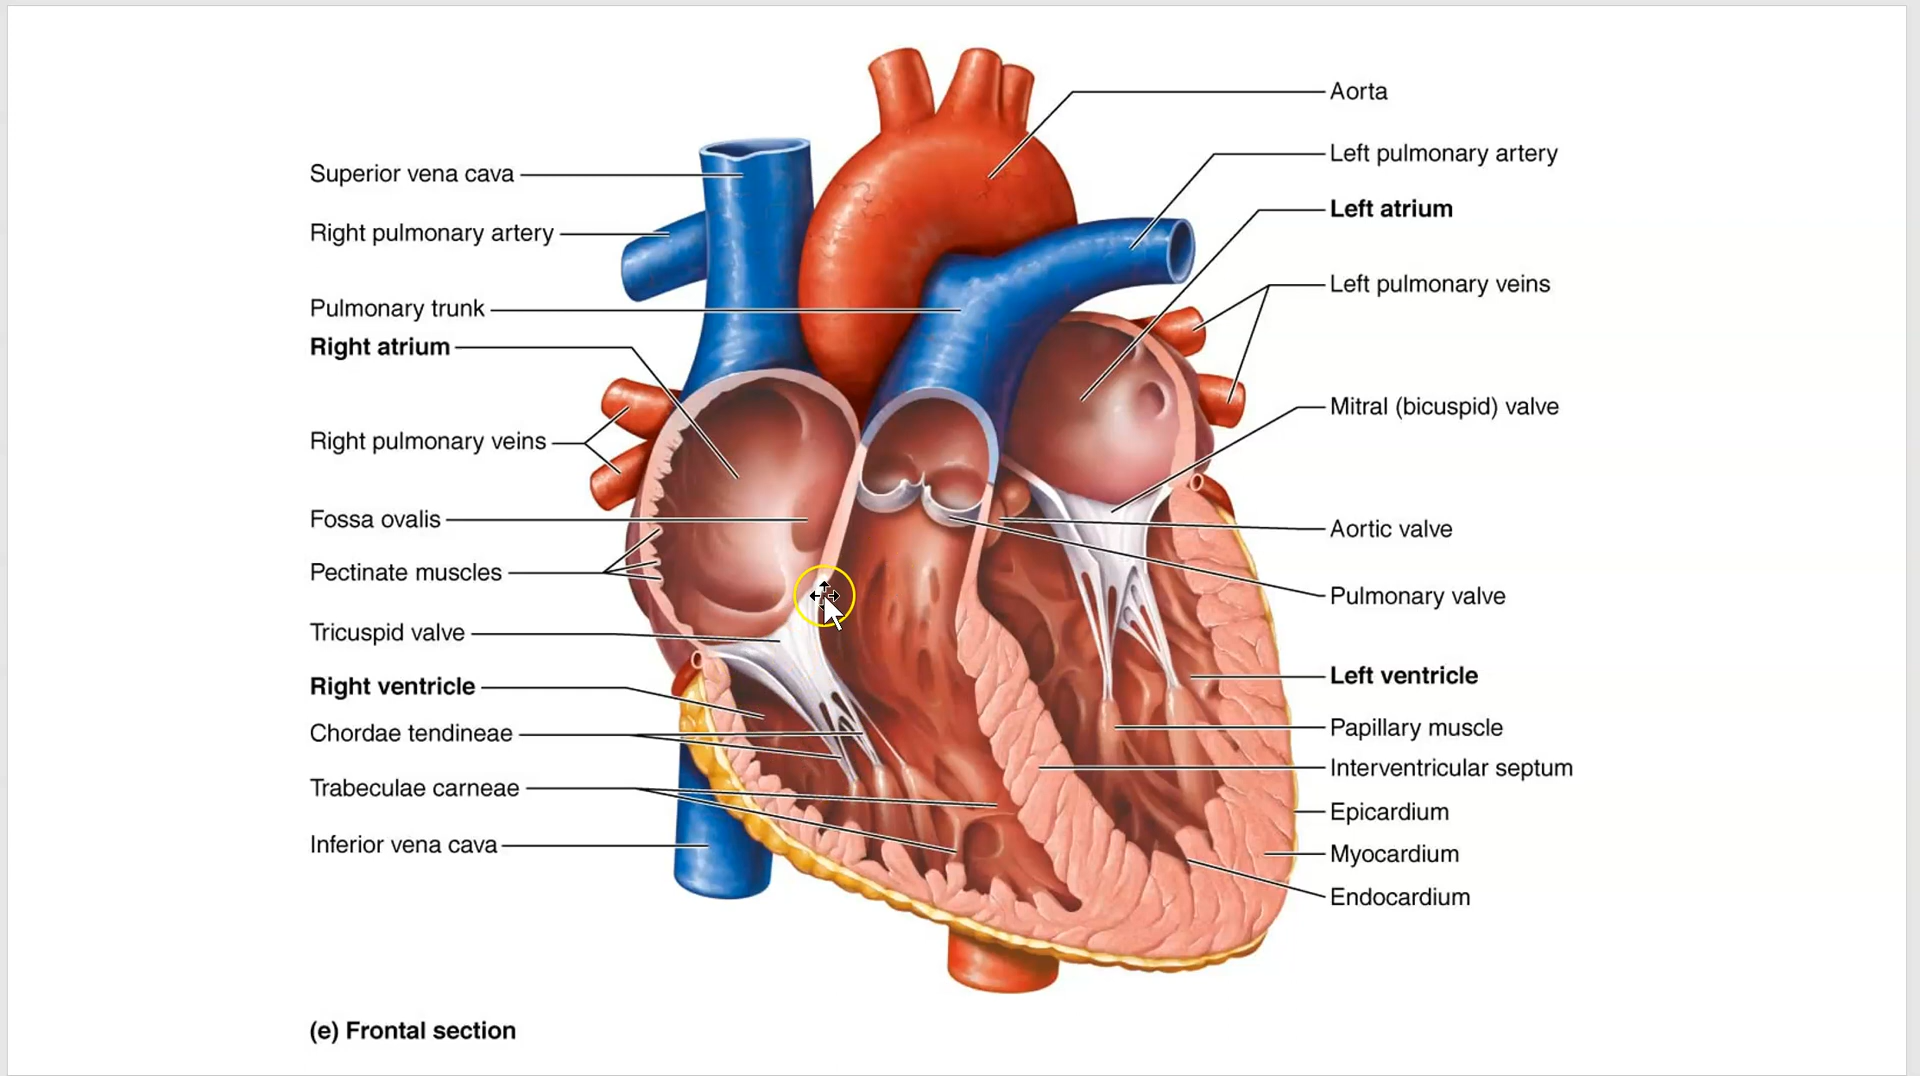 Superior vena cava
Right pulmonary artery
Pulmonary trunk
Right atrium
Right pulmonary veins
Fossa ovalis
Pectinate muscles
Tricuspid valve
Right ventricle
Chordae tendineae
Trabeculae carneae
Inferior vena cava
Aorta
Left pulmonary artery
Left atrium
Left pulmonary veins
Mitral (bicuspid) valve
Aortic valve
Pulmonary valve
Left ventricle
Papillary muscle
Interventricular septum
Epicardium
Myocardium
Endocardium
(e) Frontal section